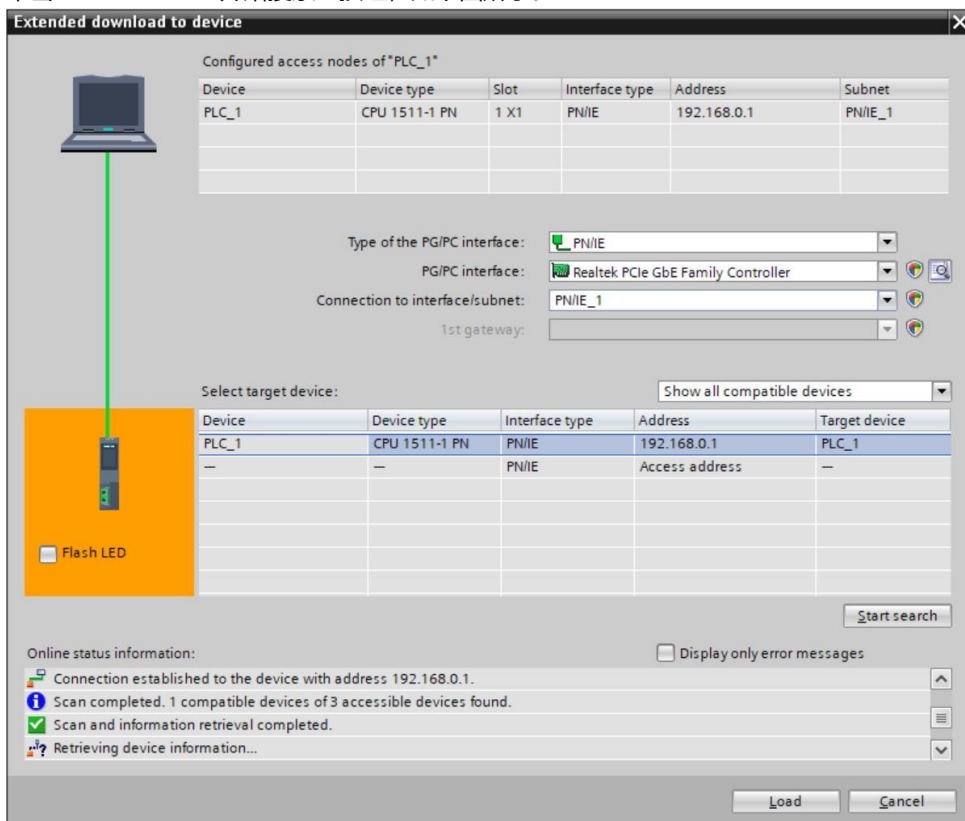 Extended download to device
Configured access nodes of "PLC_1"
Device Device type Slot Interface type Address Subnet
PLC_1 CPU 1511-1 PN 1 X1 PN/IE 192.168.0.1 PN/IE_1
Type of the PG/PC interface: PN/IE
PG/PC interface: Realtek PCIe GbE Family Controller
Connection to interface/subnet: PN/IE_1
1st gateway:
Select target device: Show all compatible devices
Device Device type Interface type Address Target device
PLC_1 CPU 1511-1 PN PN/IE 192.168.0.1 PLC_1
— — PN/IE Access address —
Flash LED
Start search
Online status information: Display only error messages
Connection established to the device with address 192.168.0.1.
Scan completed. 1 compatible devices of 3 accessible devices found.
Scan and information retrieval completed.
Retrieving device information...
Load Cancel